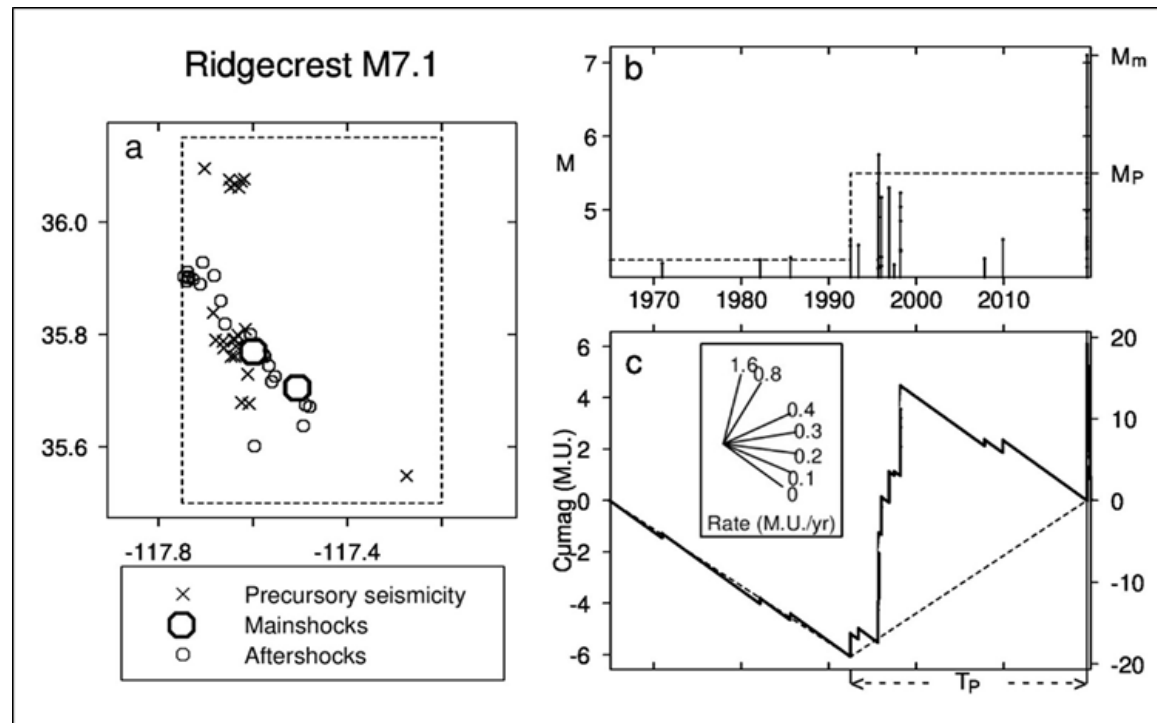 Ridgecrest M7.1
a
36.0
35.8
35.6
-117.8
-117.4
× Precursory seismicity
Mainshocks
Aftershocks
b
7
6
M
5
Mm
MP
1970 1980 1990 2000 2010
c
6
4
2
0
-2
-4
-6
Cumag (M.U.)
1.6
0.8
0.4
0.3
0.2
0.1
0
Rate (M.U./yr)
20
10
0
-10
-20
TP